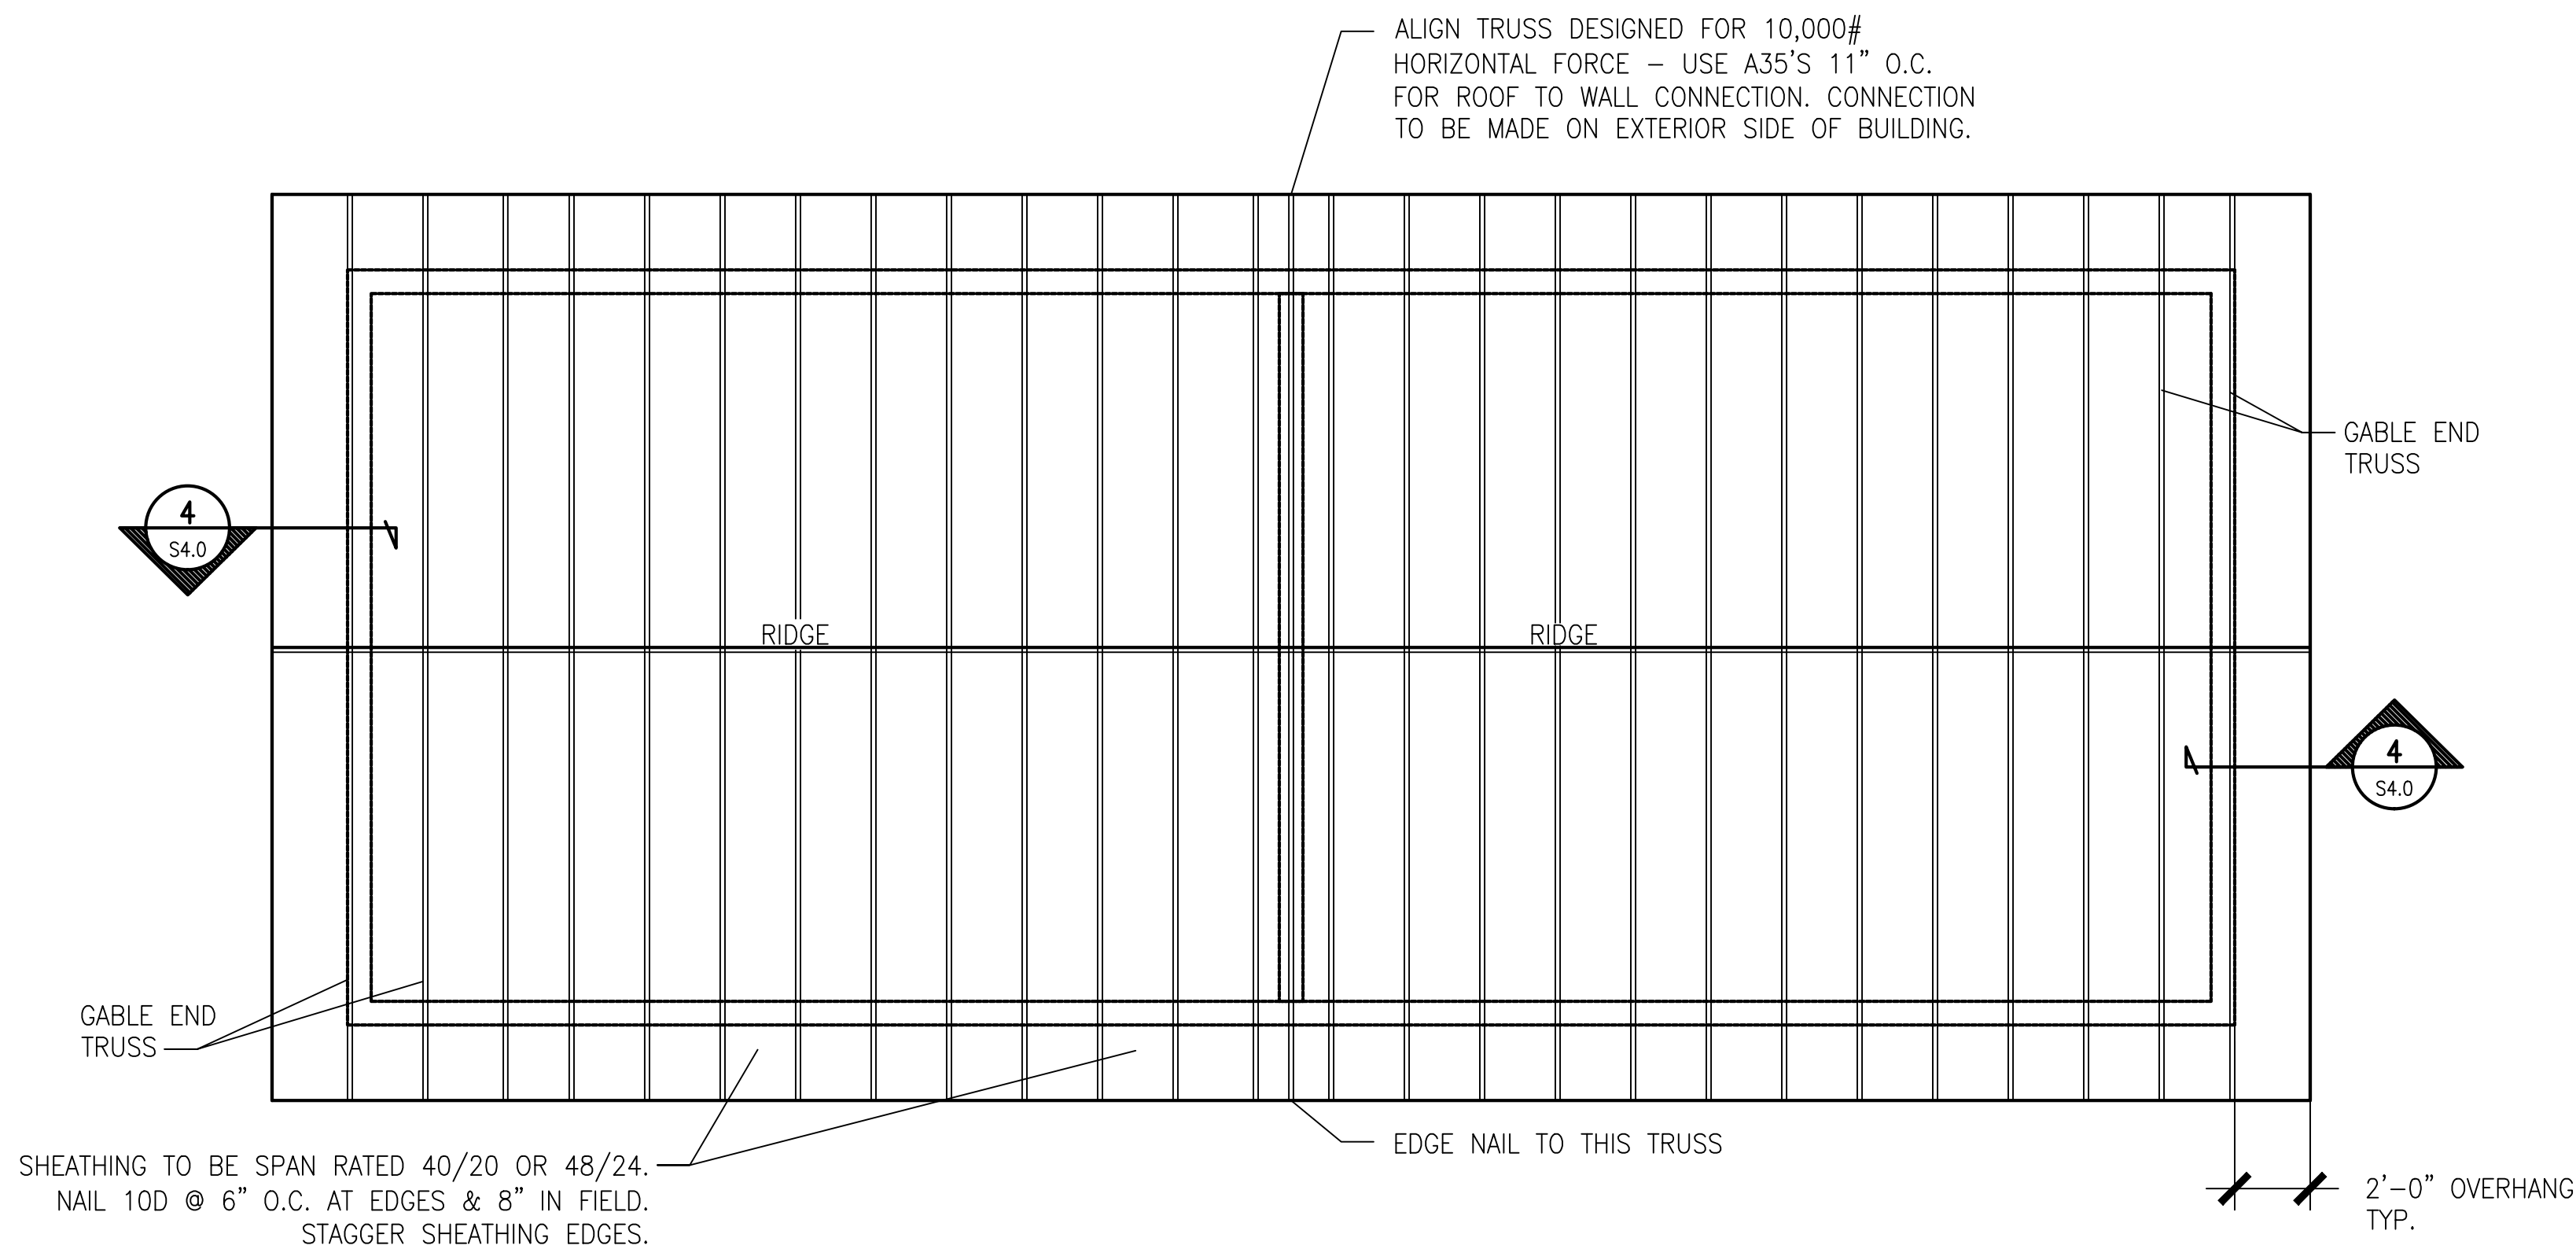 ALIGN TRUSS DESIGNED FOR 10,000#
HORIZONTAL FORCE – USE A35'S 11" O.C.
FOR ROOF TO WALL CONNECTION. CONNECTION
TO BE MADE ON EXTERIOR SIDE OF BUILDING.
GABLE END
TRUSS
4
S4.0
RIDGE
RIDGE
4
S4.0
GABLE END
TRUSS
EDGE NAIL TO THIS TRUSS
SHEATHING TO BE SPAN RATED 40/20 OR 48/24.
NAIL 10D @ 6" O.C. AT EDGES & 8" IN FIELD.
STAGGER SHEATHING EDGES.
2'–0" OVERHANG
TYP.